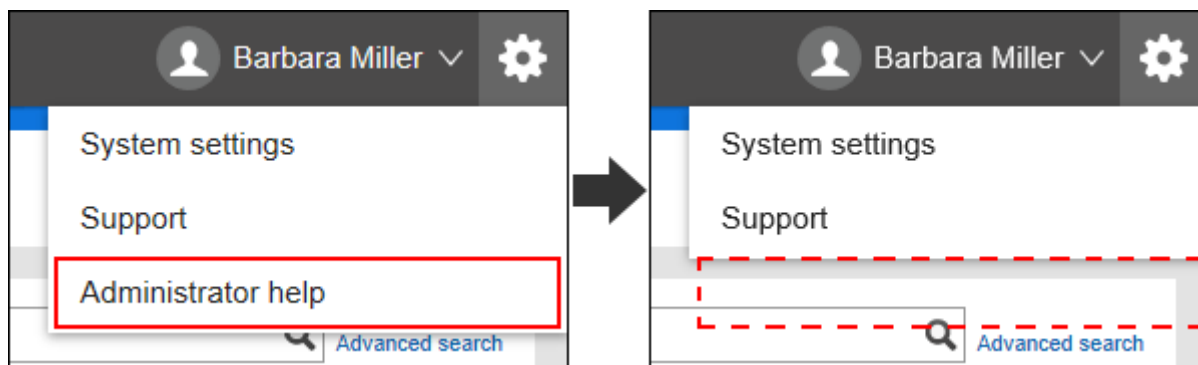 Barbara Miller
System settings
Support
Administrator help
Advanced search
Barbara Miller
System settings
Support
Advanced search